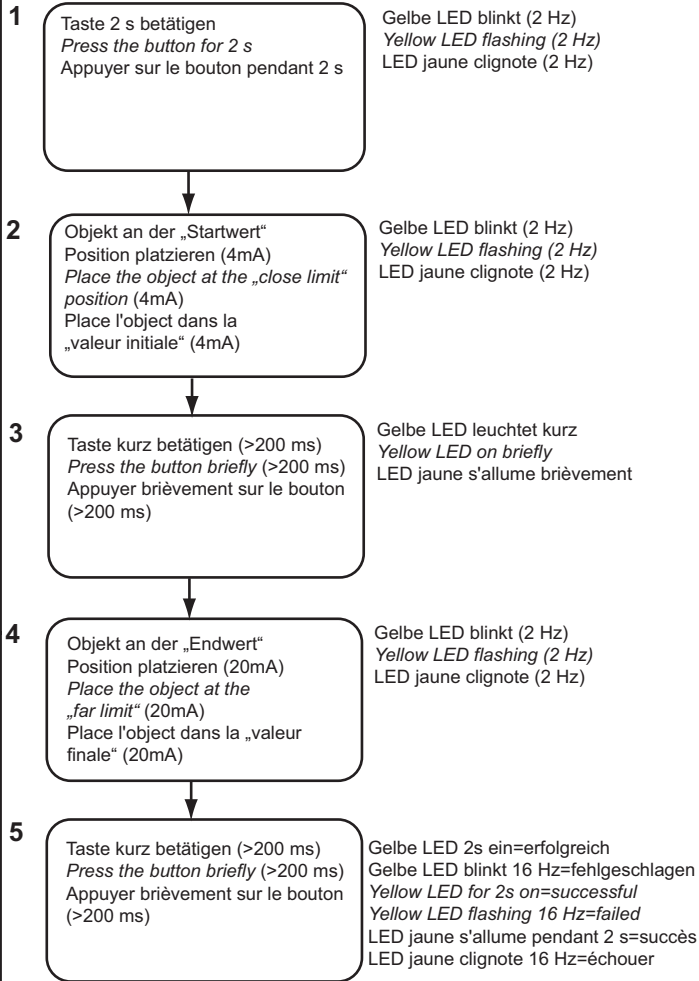 1
Taste 2 s betätigen
Press the button for 2 s
Appuyer sur le bouton pendant 2 s
Gelbe LED blinkt (2 Hz)
Yellow LED flashing (2 Hz)
LED jaune clignote (2 Hz)
2
Objekt an der „Startwert“
Position platzieren (4mA)
Place the object at the „close limit“
position (4mA)
Place l'object dans la
„valeur initiale“ (4mA)
Gelbe LED blinkt (2 Hz)
Yellow LED flashing (2 Hz)
LED jaune clignote (2 Hz)
3
Taste kurz betätigen (>200 ms)
Press the button briefly (>200 ms)
Appuyer brièvement sur le bouton
(>200 ms)
Gelbe LED leuchtet kurz
Yellow LED on briefly
LED jaune s'allume brièvement
4
Objekt an der „Endwert“
Position platzieren (20mA)
Place the object at the
„far limit“ (20mA)
Place l'object dans la „valeur
finale“ (20mA)
Gelbe LED blinkt (2 Hz)
Yellow LED flashing (2 Hz)
LED jaune clignote (2 Hz)
5
Taste kurz betätigen (>200 ms)
Press the button briefly (>200 ms)
Appuyer brièvement sur le bouton
(>200 ms)
Gelbe LED 2s ein=erfolgreich
Gelbe LED blinkt 16 Hz=fehlgeschlagen
Yellow LED for 2s on=successful
Yellow LED flashing 16 Hz=failed
LED jaune s'allume pendant 2 s=succès
LED jaune clignote 16 Hz=échouer